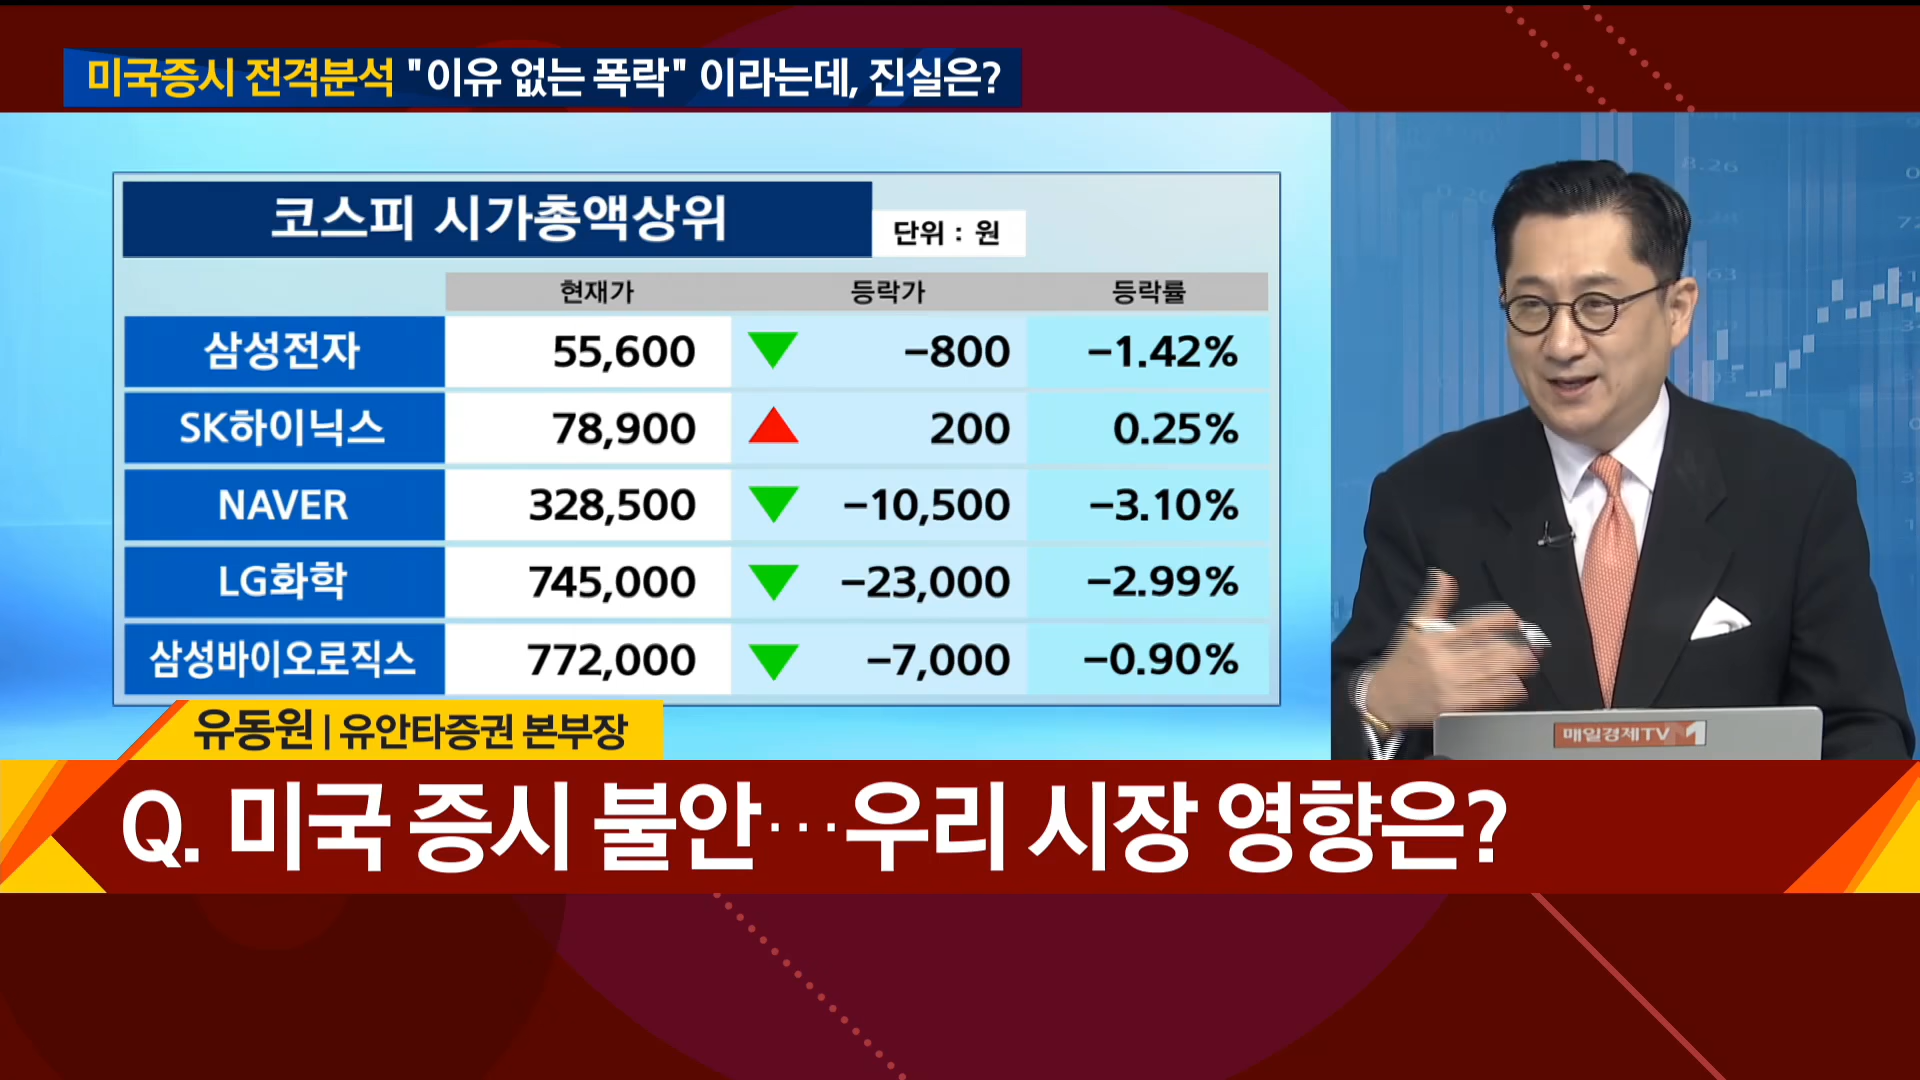 미국증시 전격분석 "이유 없는 폭락" 이라는데, 진실은?
코스피 시가총액상위
단위 : 원
현재가 등락가 등락률
삼성전자 55,600 ▼ -800 -1.42%
SK하이닉스 78,900 ▲ 200 0.25%
NAVER 328,500 ▼ -10,500 -3.10%
LG화학 745,000 ▼ -23,000 -2.99%
삼성바이오로직스 772,000 ▼ -7,000 -0.90%
매일경제TV
유동원 | 유안타증권 본부장
Q. 미국 증시 불안…우리 시장 영향은?